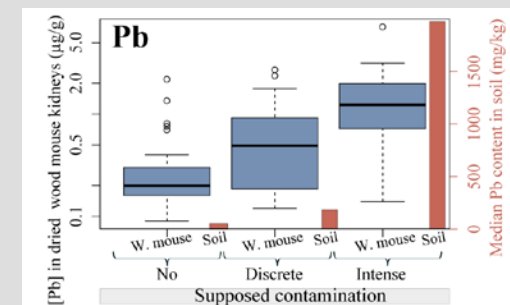 Pb
[Pb] in dried wood mouse kidneys (µg/g)
5.0
2.0
0.5
0.1
Median Pb content in soil (mg/kg)
1500
1000
500
0
W. mouse Soil W. mouse Soil W. mouse Soil
No Discrete Intense
Supposed contamination